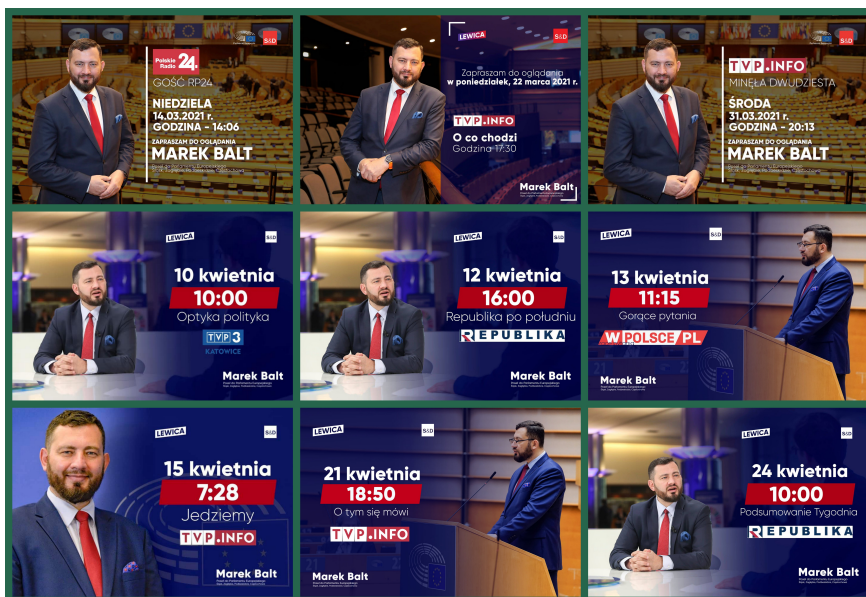 S&D
Polskie
Radio 24.
GOŚĆ RP24
NIEDZIELA
14.03.2021 r.
GODZINA - 14:06
ZAPRASZAM DO OGLĄDANIA
MAREK BALT
LEWICA
S&D
Zapraszam do oglądania
w poniedziałek, 22 marca 2021 r.
TVP.INFO
O co chodzi
Godzina 17:30
Marek Balt
S&D
TVP.INFO
MINĘŁA DWUDZIESTA
ŚRODA
31.03.2021 r.
GODZINA - 20:13
ZAPRASZAM DO OGLĄDANIA
MAREK BALT
LEWICA
S&D
10 kwietnia
10:00
Optyka polityka
TVP3
KATOWICE
Marek Balt
LEWICA
S&D
12 kwietnia
16:00
Republika po południu
REPUBLIKA
Marek Balt
LEWICA
S&D
13 kwietnia
11:15
Gorące pytania
WPOLSCE/PL
Marek Balt
LEWICA
S&D
15 kwietnia
7:28
Jedziemy
TVP.INFO
Marek Balt
LEWICA
S&D
21 kwietnia
18:50
O tym się mówi
TVP.INFO
Marek Balt
LEWICA
S&D
24 kwietnia
10:00
Podsumowanie Tygodnia
REPUBLIKA
Marek Balt